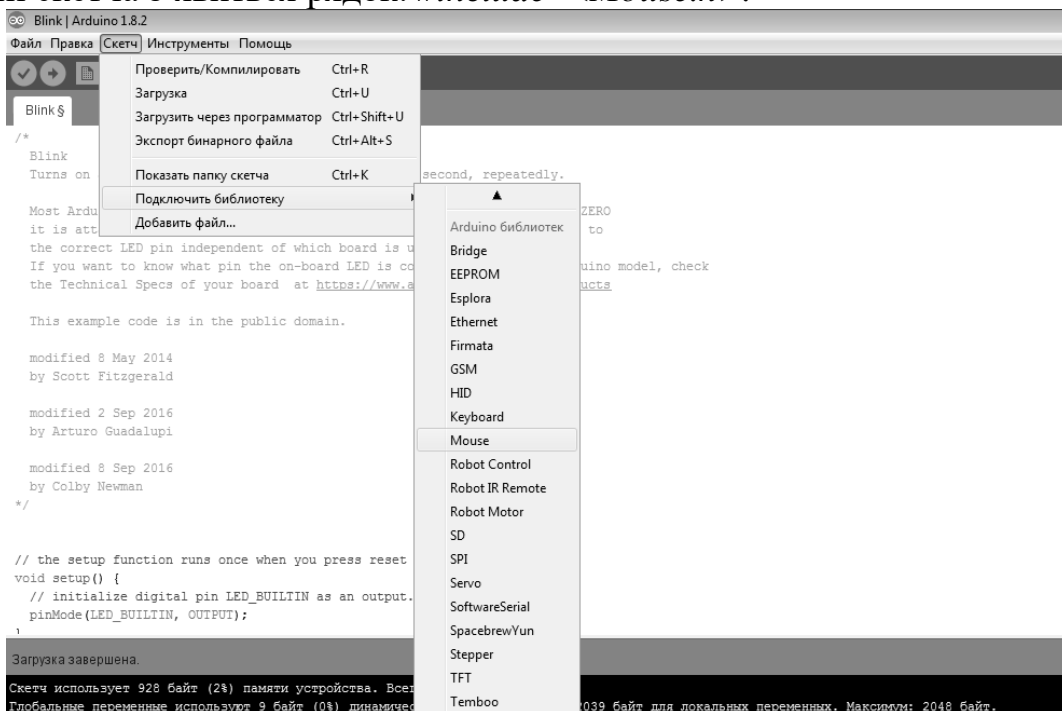 Blink | Arduino 1.8.2
Файл Правка Скетч Инструменты Помощь
Проверить/Компилировать Ctrl+R
Загрузка Ctrl+U
Загрузить через программатор Ctrl+Shift+U
Экспорт бинарного файла Ctrl+Alt+S
Показать папку скетча Ctrl+K
Подключить библиотеку
Добавить файл...
Blink §
/*
Blink
Turns on second, repeatedly.
Most Ardu ZERO
it is att to
the correct LED pin independent of which board is u
If you want to know what pin the on-board LED is co uino model, check
the Technical Specs of your board at https://www.a ucts
This example code is in the public domain.
modified 8 May 2014
by Scott Fitzgerald
modified 2 Sep 2016
by Arturo Guadalupi
modified 8 Sep 2016
by Colby Newman
*/
// the setup function runs once when you press reset
void setup() {
// initialize digital pin LED_BUILTIN as an output.
pinMode(LED_BUILTIN, OUTPUT);
Arduino библиотек
Bridge
EEPROM
Esplora
Ethernet
Firmata
GSM
HID
Keyboard
Mouse
Robot Control
Robot IR Remote
Robot Motor
SD
SPI
Servo
SoftwareSerial
SpacebrewYun
Stepper
TFT
Temboo
Загрузка завершена.
Скетч использует 928 байт (2%) памяти устройства. Всег
Глобальные переменные используют 9 байт (0%) динамичес 2039 байт для локальных переменных. Максимум: 2048 байт.